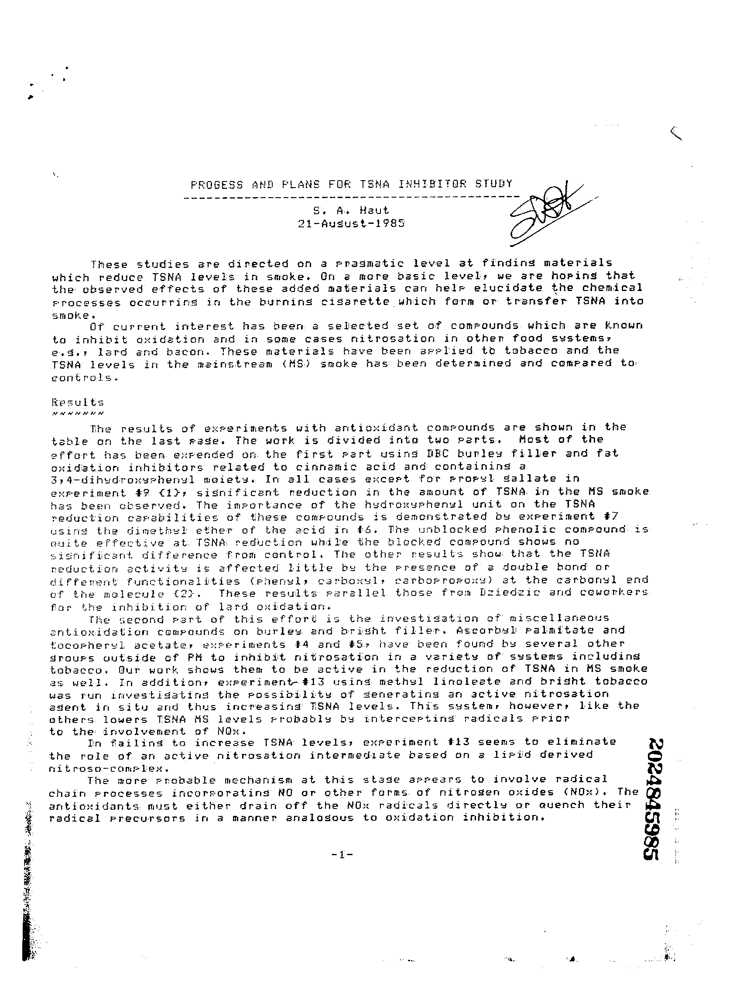 PROGESS AND PLANS FOR TSNA INHIBITOR STUDY
S. A. Haut
21-August-1985
These studies are directed on a pragmatic level at finding materials
which reduce TSNA levels in smoke. On a more basic level, we are hoping that
the observed effects of these added materials can help elucidate the chemical
processes occurring in the burning cigarette which form or transfer TSNA into
smoke.
Of current interest has been a selected set of compounds which are known
to inhibit oxidation and in some cases nitrosation in other food systems,
e.g., lard and bacon. These materials have been applied to tobacco and the
TSNA levels in the mainstream (MS) smoke has been determined and compared to
controls.
Results
~~~~~~~
The results of experiments with antioxidant compounds are shown in the
table on the last page. The work is divided into two parts. Most of the
effort has been expended on the first part using DBC burley filler and fat
oxidation inhibitors related to cinnamic acid and containing a
3,4-dihydroxyphenyl moiety. In all cases except for propyl gallate in
experiment #9 {1}, significant reduction in the amount of TSNA in the MS smoke
has been observed. The importance of the hydroxyphenyl unit on the TSNA
reduction capabilities of these compounds is demonstrated by experiment #7
using the dimethyl ether of the acid in #6. The unblocked phenolic compound is
quite effective at TSNA reduction while the blocked compound shows no
significant difference from control. The other results show that the TSNA
reduction activity is affected little by the presence of a double bond or
different functionalities (phenyl, carboxyl, carbopropoxy) at the carbonyl end
of the molecule {2}. These results parallel those from Dziedzic and coworkers
for the inhibition of lard oxidation.
The second part of this effort is the investigation of miscellaneous
antioxidation compounds on burley and bright filler. Ascorbyl palmitate and
tocopheryl acetate, experiments #4 and #5, have been found by several other
groups outside of PM to inhibit nitrosation in a variety of systems including
tobacco. Our work shows them to be active in the reduction of TSNA in MS smoke
as well. In addition, experiment #13 using methyl linoleate and bright tobacco
was run investigating the possibility of generating an active nitrosation
agent in situ and thus increasing TSNA levels. This system, however, like the
others lowers TSNA MS levels probably by intercepting radicals prior
to the involvement of NOx.
In failing to increase TSNA levels, experiment #13 seems to eliminate
the role of an active nitrosation intermediate based on a lipid derived
nitroso-complex.
The more probable mechanism at this stage appears to involve radical
chain processes incorporating NO or other forms of nitrogen oxides (NOx). The
antioxidants must either drain off the NOx radicals directly or quench their
radical precursors in a manner analogous to oxidation inhibition.
-1-
2024845985